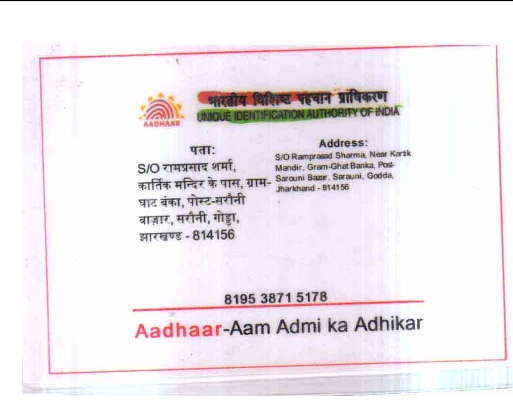 भारतीय विशिष्ट पहचान प्राधिकरण
UNIQUE IDENTIFICATION AUTHORITY OF INDIA
AADHAAR
पता:
S/O रामप्रसाद शर्मा,
कार्तिक मन्दिर के पास, ग्राम-
घाट बंका, पोस्ट-सरौनी
बाज़ार, सरौनी, गोड्डा,
झारखण्ड - 814156
Address:
S/O Ramprasad Sharma, Near Kartik
Mandir, Gram-Ghat Banka, Post-
Sarouni Bazar, Sarauni, Godda,
Jharkhand - 814156
8195 3871 5178
Aadhaar-Aam Admi ka Adhikar